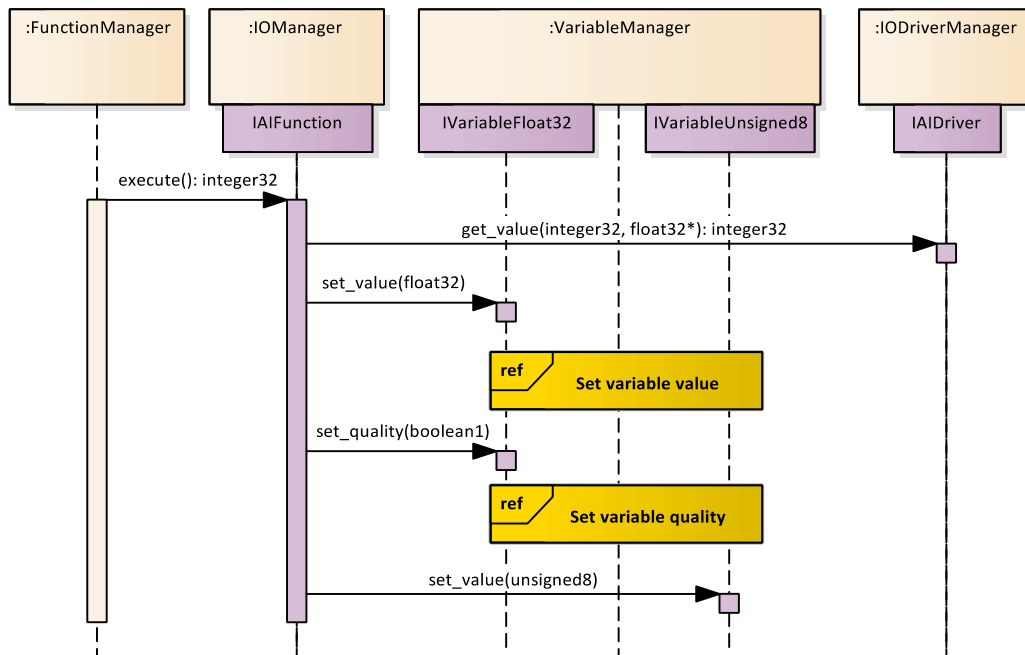 :FunctionManager
:IOManager
:VariableManager
:IODriverManager
IAIFunction
IVariableFloat32
IVariableUnsigned8
IAIDriver
execute(): integer32
get_value(integer32, float32*): integer32
set_value(float32)
ref
Set variable value
set_quality(boolean1)
ref
Set variable quality
set_value(unsigned8)